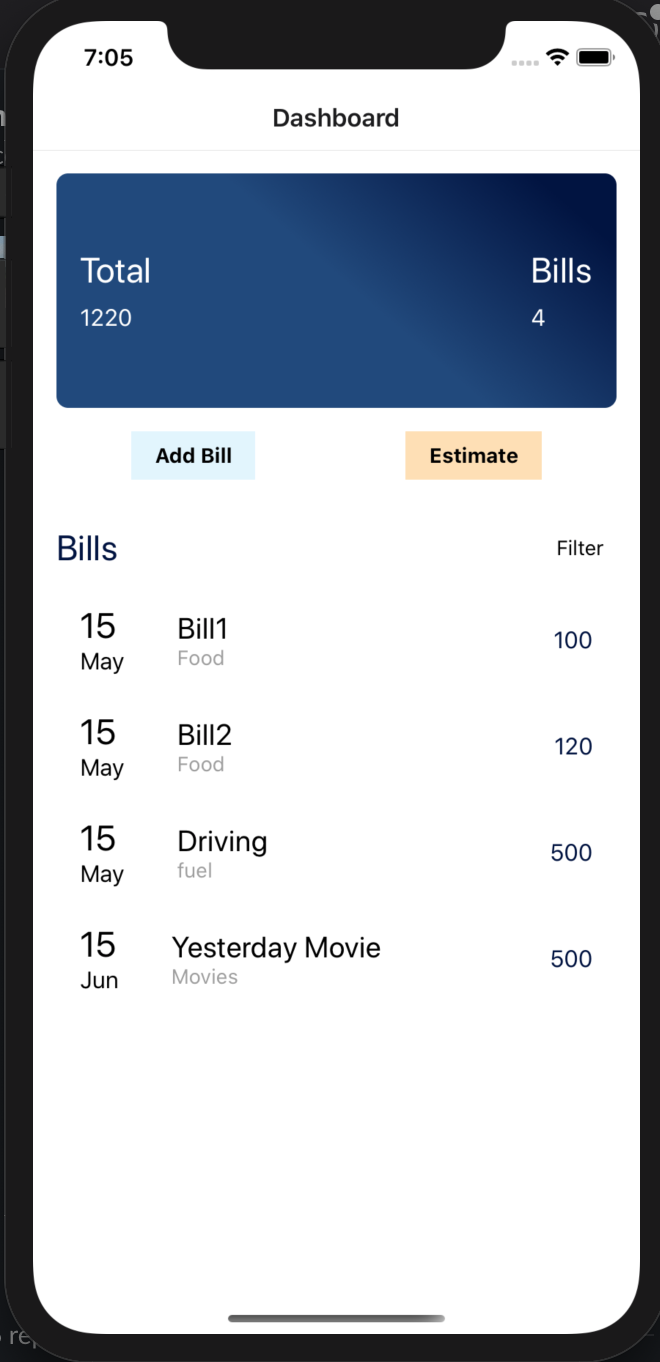 7:05
Dashboard
Total Bills
1220 4
Add Bill Estimate
Bills Filter
15 Bill1 100
May Food
15 Bill2 120
May Food
15 Driving 500
May fuel
15 Yesterday Movie 500
Jun Movies